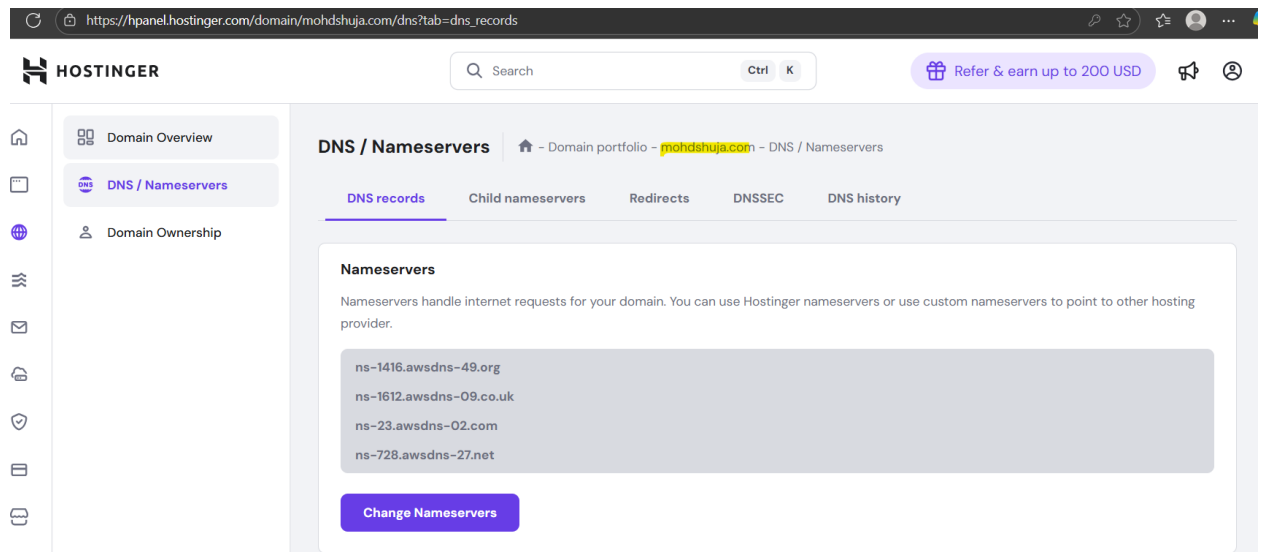 https://hpanel.hostinger.com/domain/mohdshuja.com/dns?tab=dns_records
HOSTINGER
Search
Ctrl K
Refer & earn up to 200 USD
Domain Overview
DNS DNS / Nameservers
Domain Ownership
DNS / Nameservers
– Domain portfolio – mohdshuja.com – DNS / Nameservers
DNS records Child nameservers Redirects DNSSEC DNS history
Nameservers
Nameservers handle internet requests for your domain. You can use Hostinger nameservers or use custom nameservers to point to other hosting
provider.
ns-1416.awsdns-49.org
ns-1612.awsdns-09.co.uk
ns-23.awsdns-02.com
ns-728.awsdns-27.net
Change Nameservers